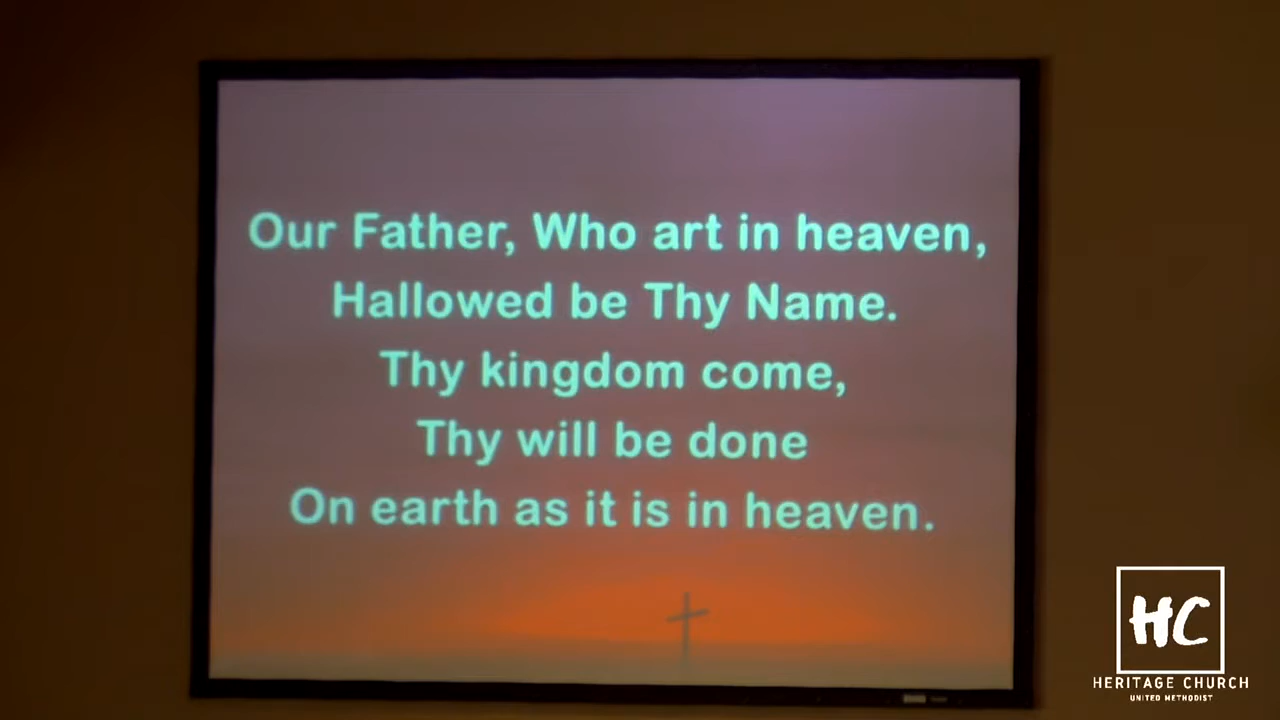 Our Father, Who art in heaven,
Hallowed be Thy Name.
Thy kingdom come,
Thy will be done
On earth as it is in heaven.
HC
HERITAGE CHURCH
UNITED METHODIST